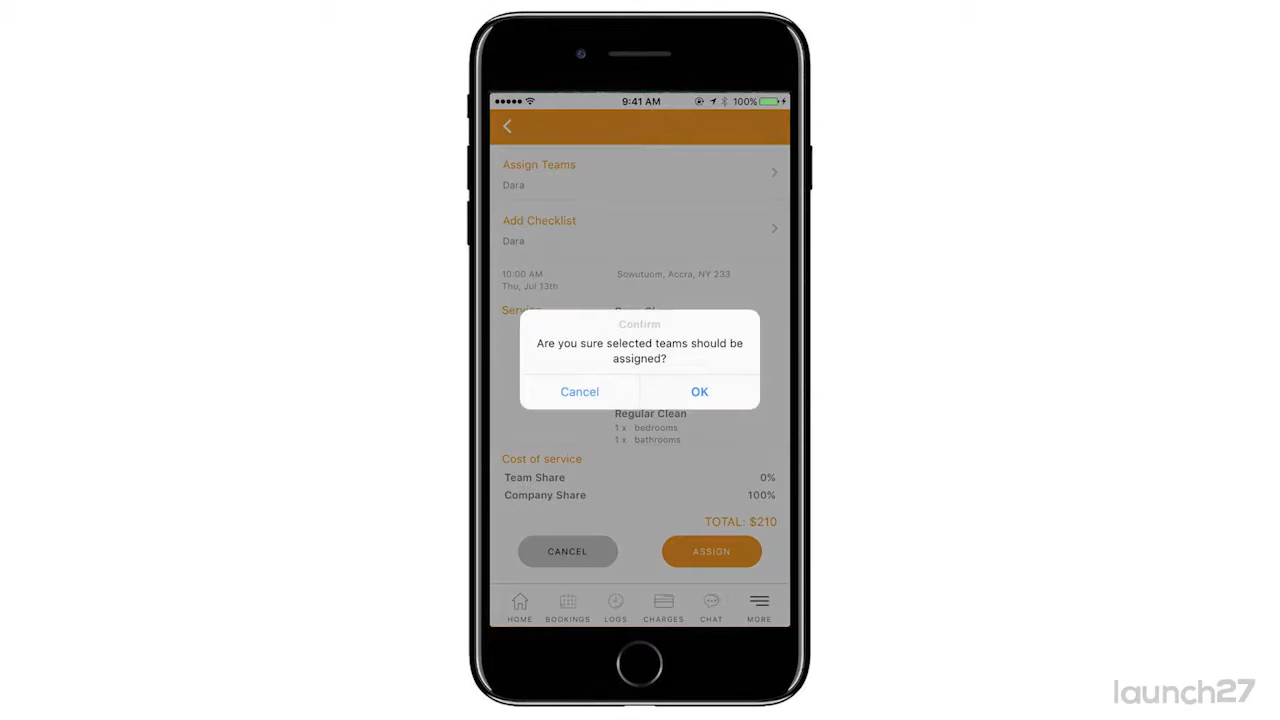 9:41 AM 100%
Assign Teams
Dara
Add Checklist
Dara
10:00 AM Sowutuom, Accra, NY 233
Thu, Jul 13th
Confirm
Are you sure selected teams should be
assigned?
Cancel OK
Regular Clean
1 x bedrooms
1 x bathrooms
Cost of service
Team Share 0%
Company Share 100%
TOTAL: $210
CANCEL ASSIGN
HOME BOOKINGS LOGS CHARGES CHAT MORE
launch27